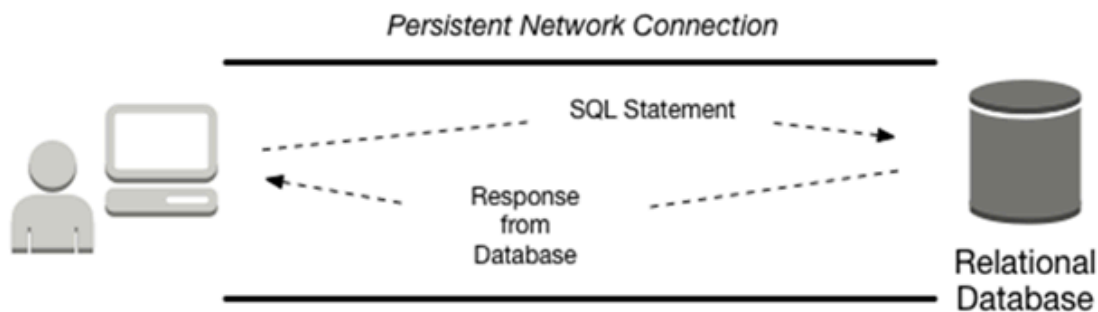 Persistent Network Connection
SQL Statement
Response
from
Database
Relational
Database